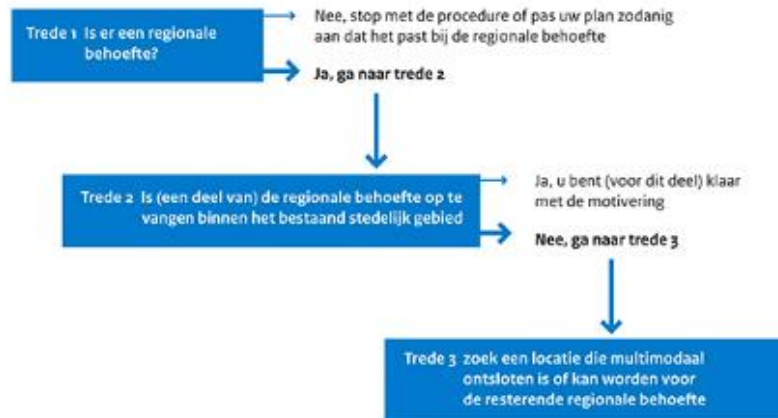 Trede 1 Is er een regionale
behoefte?
Nee, stop met de procedure of pas uw plan zodanig
aan dat het past bij de regionale behoefte
Ja, ga naar trede 2
Trede 2 Is (een deel van) de regionale behoefte op te
vangen binnen het bestaand stedelijk gebied
Ja, u bent (voor dit deel) klaar
met de motivering
Nee, ga naar trede 3
Trede 3 zoek een locatie die multimodaal
ontsloten is of kan worden voor
de resterende regionale behoefte